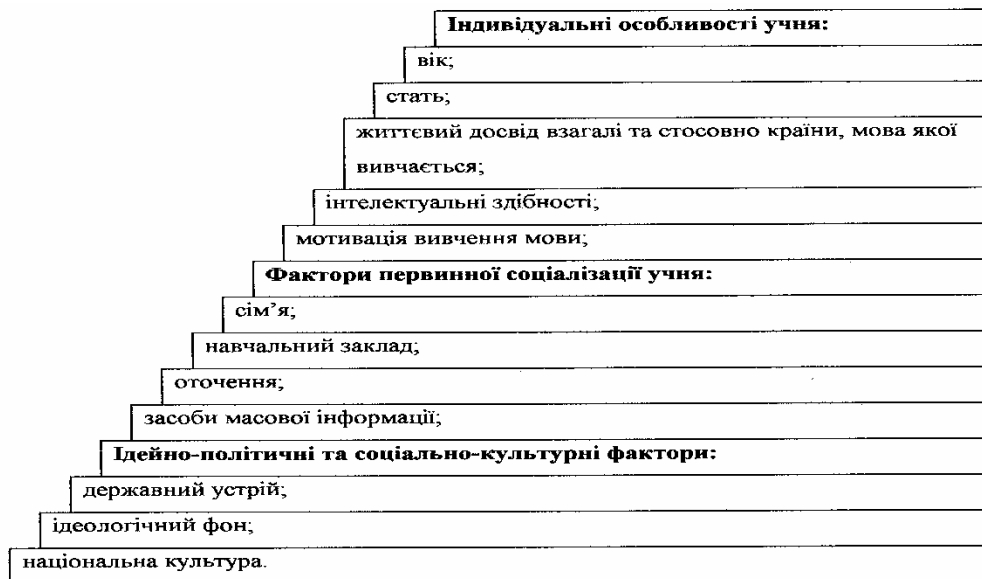 Індивідуальні особливості учня:
вік;
стать;
життєвий досвід взагалі та стосовно країни, мова якої
вивчається;
інтелектуальні здібності;
мотивація вивчення мови;
Фактори первинної соціалізації учня:
сім’я;
навчальний заклад;
оточення;
засоби масової інформації;
Ідейно-політичні та соціально-культурні фактори:
державний устрій;
ідеологічний фон;
національна культура.